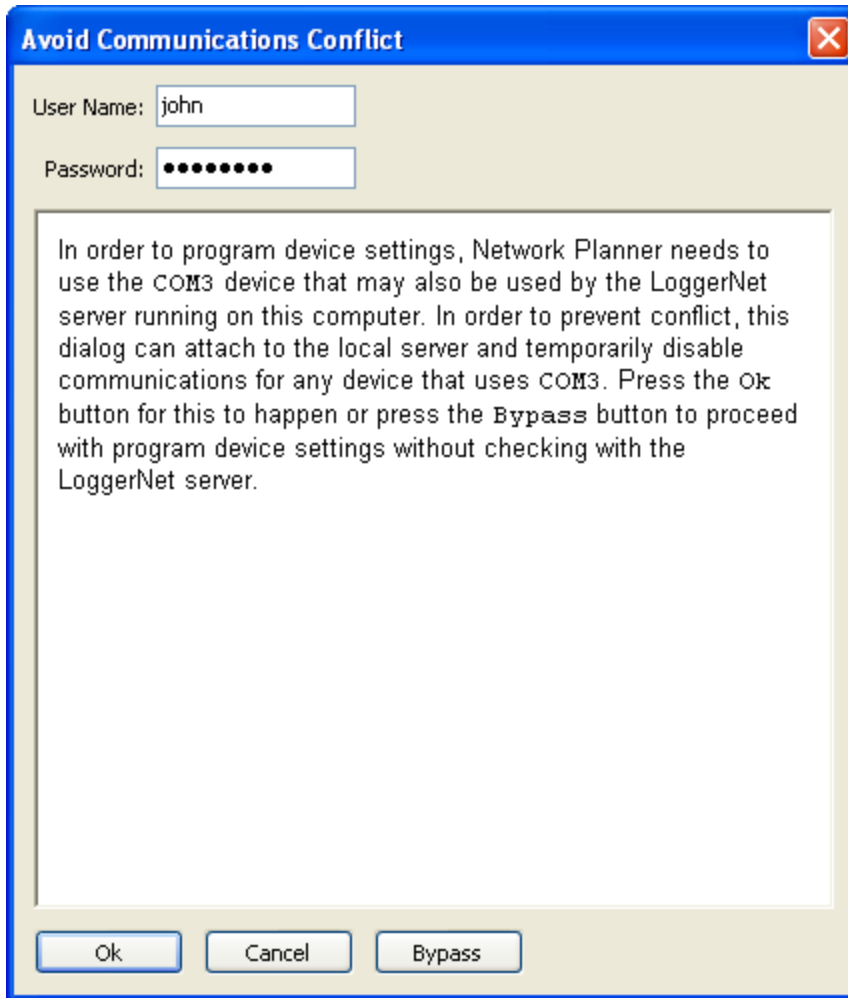 Avoid Communications Conflict
User Name: john
Password: ●●●●●●●●
In order to program device settings, Network Planner needs to
use the COM3 device that may also be used by the LoggerNet
server running on this computer. In order to prevent conflict, this
dialog can attach to the local server and temporarily disable
communications for any device that uses COM3. Press the Ok
button for this to happen or press the Bypass button to proceed
with program device settings without checking with the
LoggerNet server.
Ok Cancel Bypass